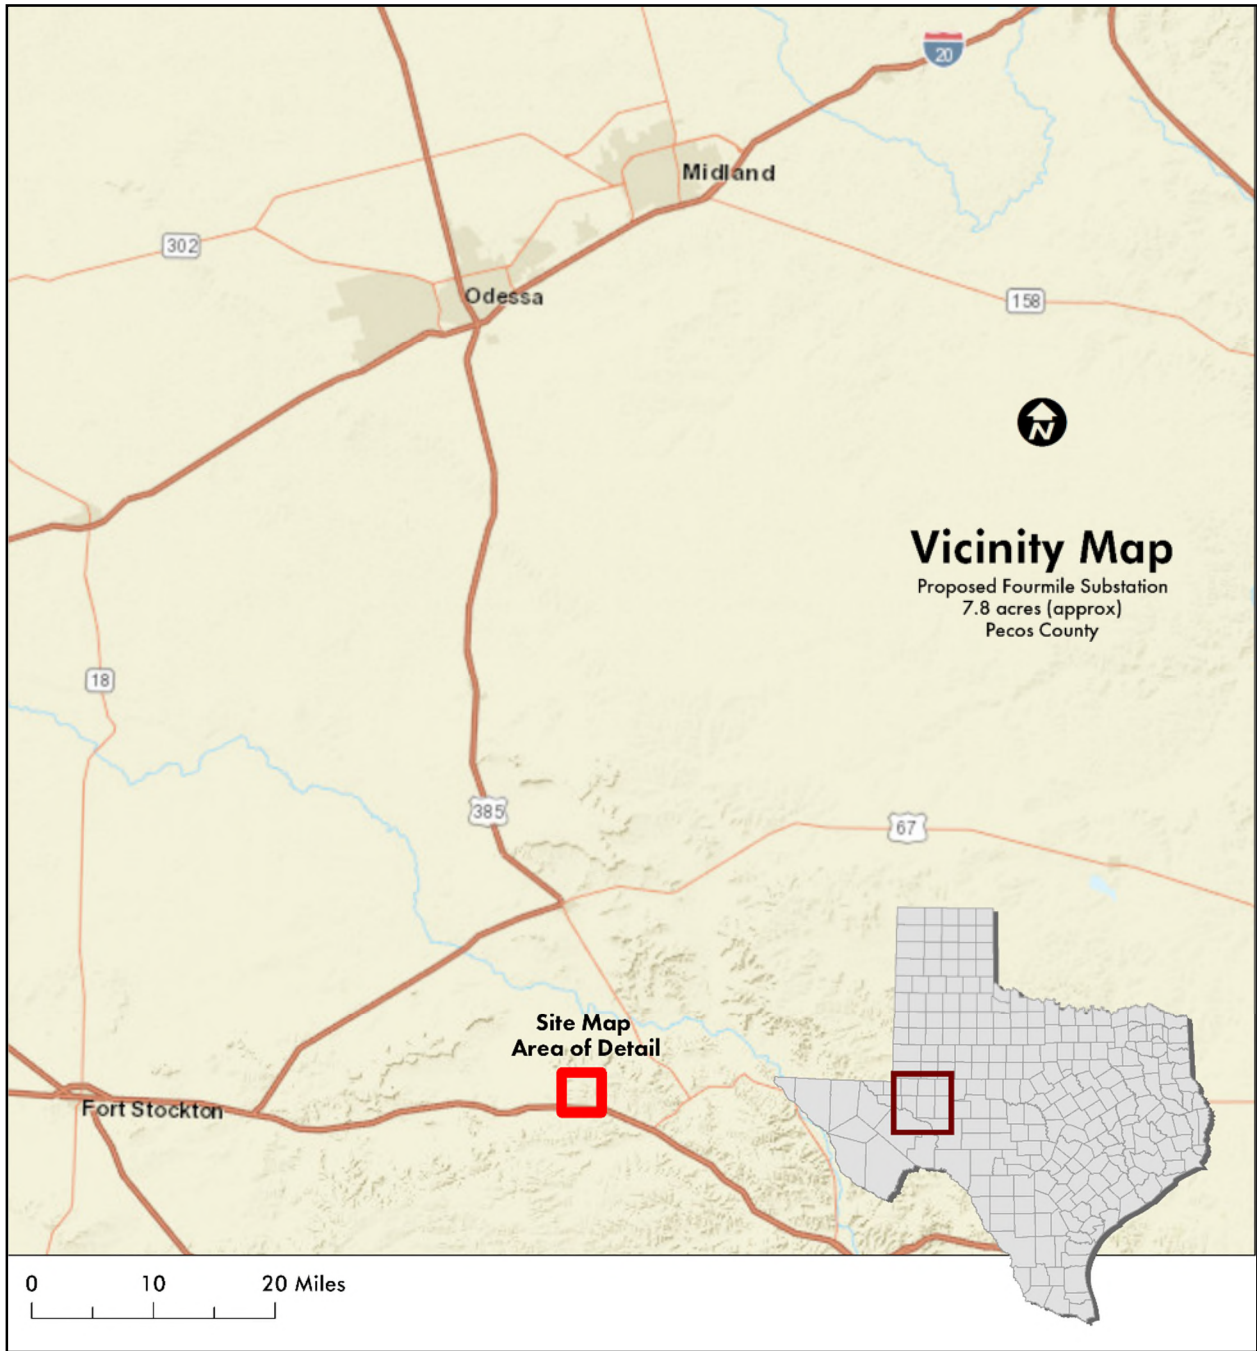 20
Midland
302
Odessa
158
N
Vicinity Map
Proposed Fourmile Substation
7.8 acres (approx)
Pecos County
18
385
67
Site Map
Area of Detail
Fort Stockton
0 10 20 Miles